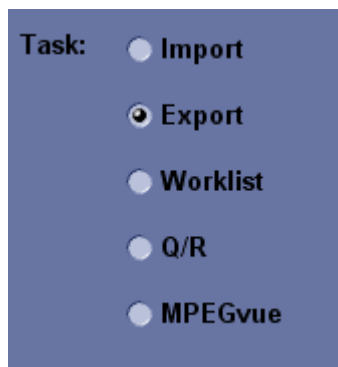 Task: Import
Export
Worklist
Q/R
MPEGvue